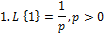 1. L {1} = 1/p, p > 0